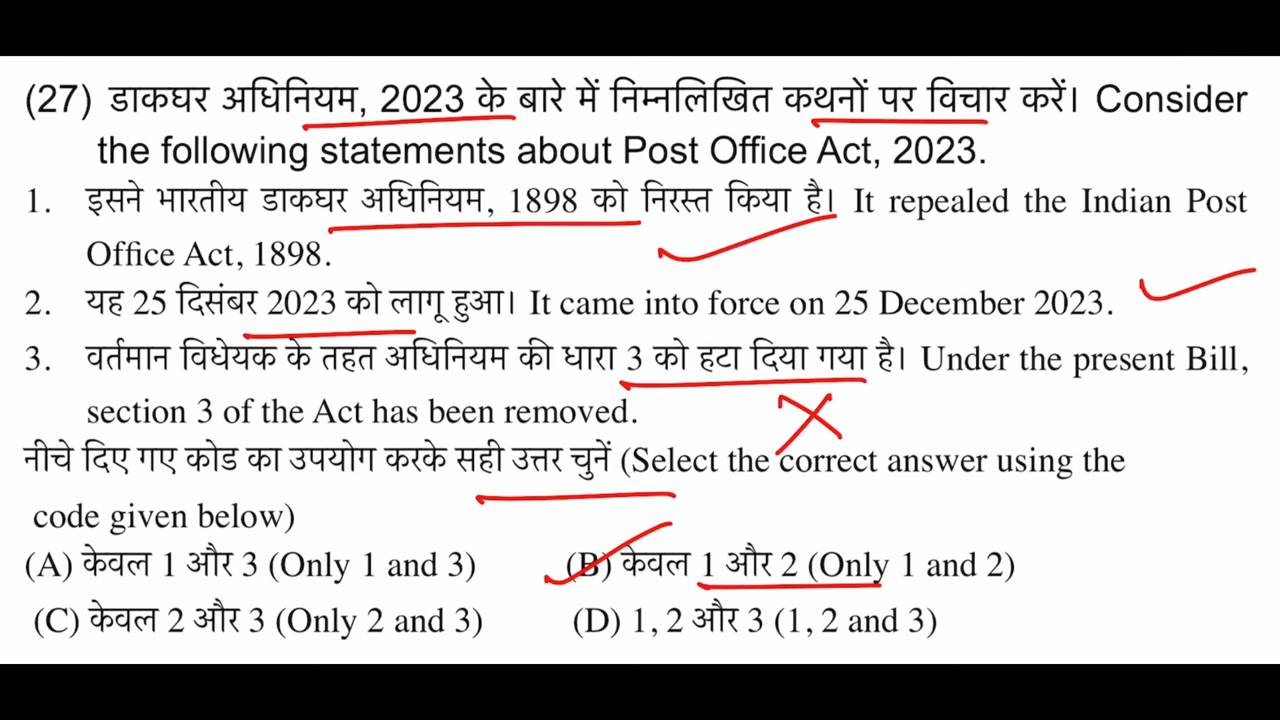 (27) डाकघर अधिनियम, 2023 के बारे में निम्नलिखित कथनों पर विचार करें। Consider
the following statements about Post Office Act, 2023.
1. इसने भारतीय डाकघर अधिनियम, 1898 को निरस्त किया है। It repealed the Indian Post
Office Act, 1898.
2. यह 25 दिसंबर 2023 को लागू हुआ। It came into force on 25 December 2023.
3. वर्तमान विधेयक के तहत अधिनियम की धारा 3 को हटा दिया गया है। Under the present Bill,
section 3 of the Act has been removed.
नीचे दिए गए कोड का उपयोग करके सही उत्तर चुनें (Select the correct answer using the
code given below)
(A) केवल 1 और 3 (Only 1 and 3) (B) केवल 1 और 2 (Only 1 and 2)
(C) केवल 2 और 3 (Only 2 and 3) (D) 1, 2 और 3 (1, 2 and 3)